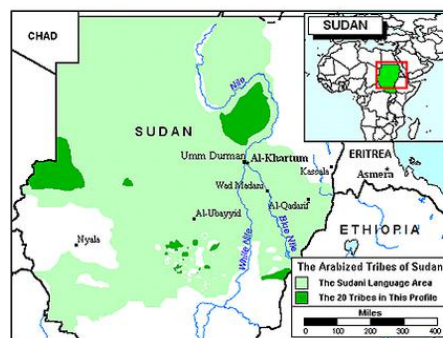 SUDAN
CHAD
Nile
SUDAN
Umm Durman
Al-Khartum
Kassala
ERITREA
Asmera
Wad Madani
Al-Qadarif
Al-Ubayyid
Nyala
White Nile
Blue Nile
ETHIOPIA
The Arabized Tribes of Sudan
The Sudani Language Area
The 20 Tribes in This Profile
Miles
0 100 200 300 400